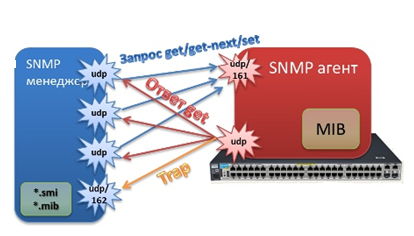 SNMP
менеджер
udp
udp
udp
udp/
162
*.smi
*.mib
Запрос get/get-next/set
Ответ get
Trap
udp/
161
udp
SNMP агент
MIB